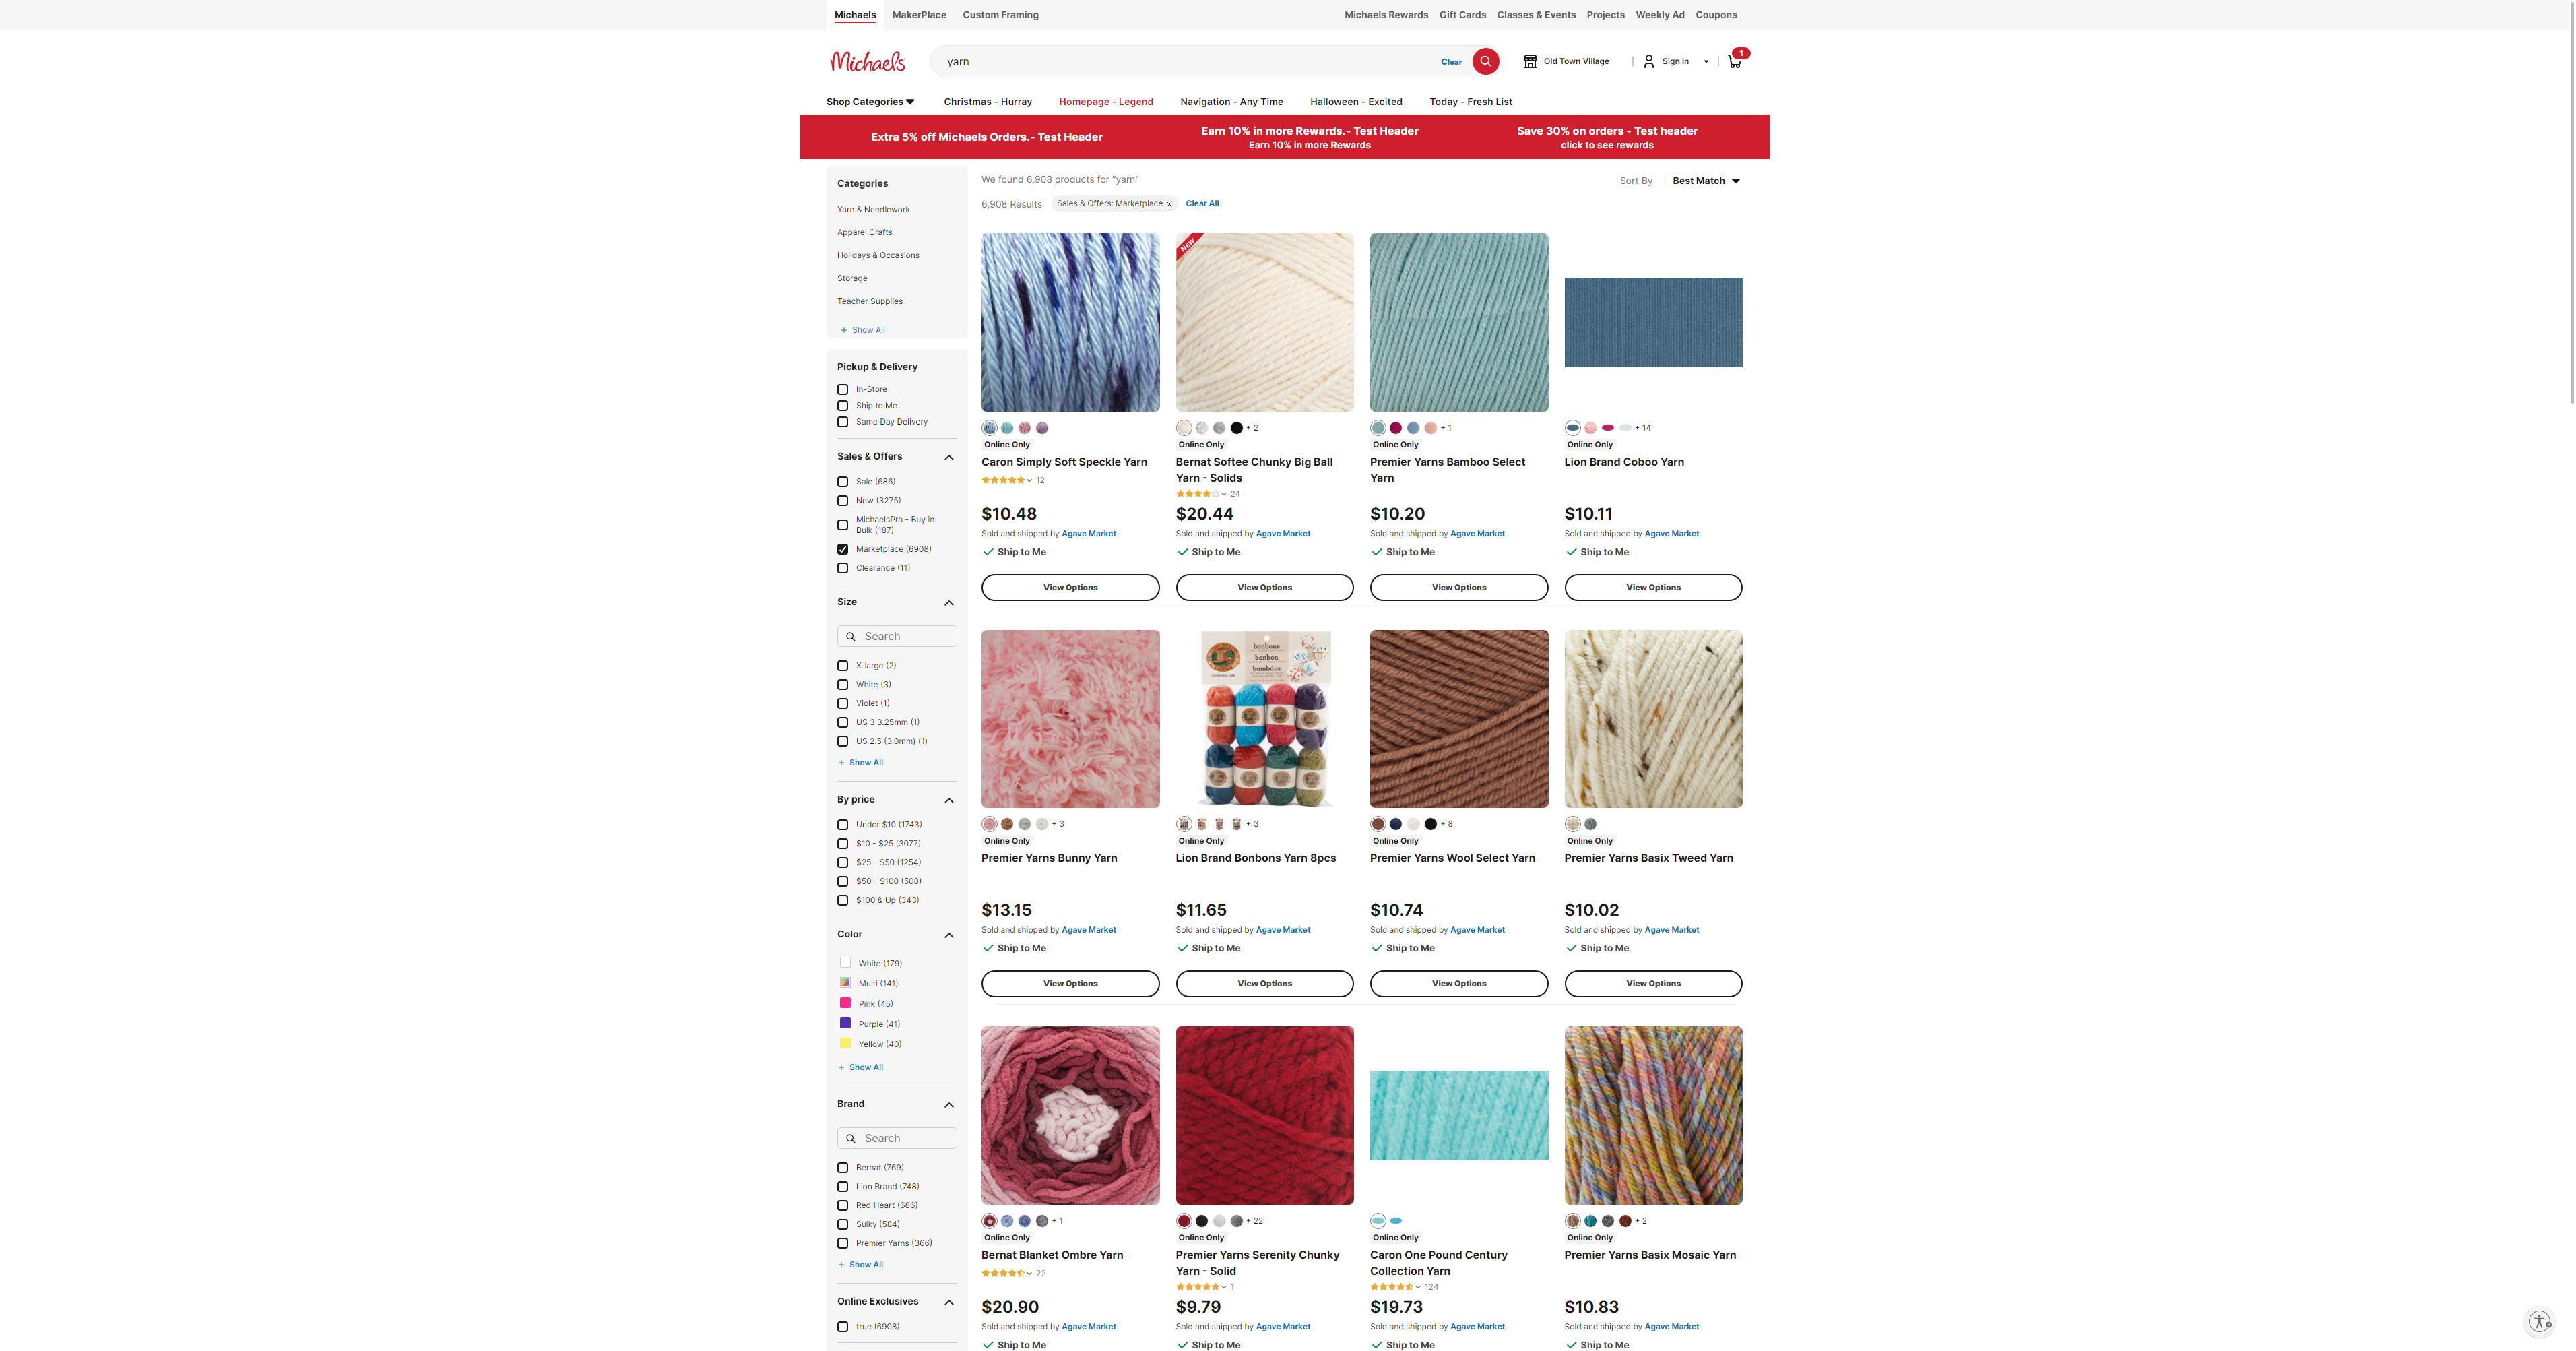 Michaels MakerPlace Custom Framing
Michaels Rewards Gift Cards Classes & Events Projects Weekly Ad Coupons
Michaels
yarn
Clear
Old Town Village
Sign In
1
Shop Categories
Christmas - Hurray
Homepage - Legend
Navigation - Any Time
Halloween - Excited
Today - Fresh List
Extra 5% off Michaels Orders.- Test Header
Earn 10% in more Rewards.- Test Header
Earn 10% in more Rewards
Save 30% on orders - Test header
click to see rewards
Categories
Yarn & Needlework
Apparel Crafts
Holidays & Occasions
Storage
Teacher Supplies
+ Show All
Pickup & Delivery
In-Store
Ship to Me
Same Day Delivery
Sales & Offers
Sale (686)
New (3275)
MichaelsPro - Buy in
Bulk (187)
Marketplace (6908)
Clearance (11)
Size
Search
X-large (2)
White (3)
Violet (1)
US 3 3.25mm (1)
US 2.5 (3.0mm) (1)
+ Show All
By price
Under $10 (1743)
$10 - $25 (3077)
$25 - $50 (1254)
$50 - $100 (508)
$100 & Up (343)
Color
White (179)
Multi (141)
Pink (45)
Purple (41)
Yellow (40)
+ Show All
Brand
Search
Bernat (769)
Lion Brand (748)
Red Heart (686)
Sulky (584)
Premier Yarns (366)
+ Show All
Online Exclusives
true (6908)
We found 6,908 products for "yarn"
Sort By
Best Match
6,908 Results
Sales & Offers: Marketplace ×
Clear All
Online Only
Caron Simply Soft Speckle Yarn
12
$10.48
Sold and shipped by Agave Market
Ship to Me
View Options
New
+ 2
Online Only
Bernat Softee Chunky Big Ball
Yarn - Solids
24
$20.44
Sold and shipped by Agave Market
Ship to Me
View Options
+ 1
Online Only
Premier Yarns Bamboo Select
Yarn
$10.20
Sold and shipped by Agave Market
Ship to Me
View Options
+ 14
Online Only
Lion Brand Coboo Yarn
$10.11
Sold and shipped by Agave Market
Ship to Me
View Options
+ 3
Online Only
Premier Yarns Bunny Yarn
$13.15
Sold and shipped by Agave Market
Ship to Me
View Options
bonbons
bonbon
bombóns
+ 3
Online Only
Lion Brand Bonbons Yarn 8pcs
$11.65
Sold and shipped by Agave Market
Ship to Me
View Options
+ 8
Online Only
Premier Yarns Wool Select Yarn
$10.74
Sold and shipped by Agave Market
Ship to Me
View Options
Online Only
Premier Yarns Basix Tweed Yarn
$10.02
Sold and shipped by Agave Market
Ship to Me
View Options
+ 1
Online Only
Bernat Blanket Ombre Yarn
22
$20.90
Sold and shipped by Agave Market
Ship to Me
+ 22
Online Only
Premier Yarns Serenity Chunky
Yarn - Solid
1
$9.79
Sold and shipped by Agave Market
Ship to Me
Online Only
Caron One Pound Century
Collection Yarn
124
$19.73
Sold and shipped by Agave Market
Ship to Me
+ 2
Online Only
Premier Yarns Basix Mosaic Yarn
$10.83
Sold and shipped by Agave Market
Ship to Me